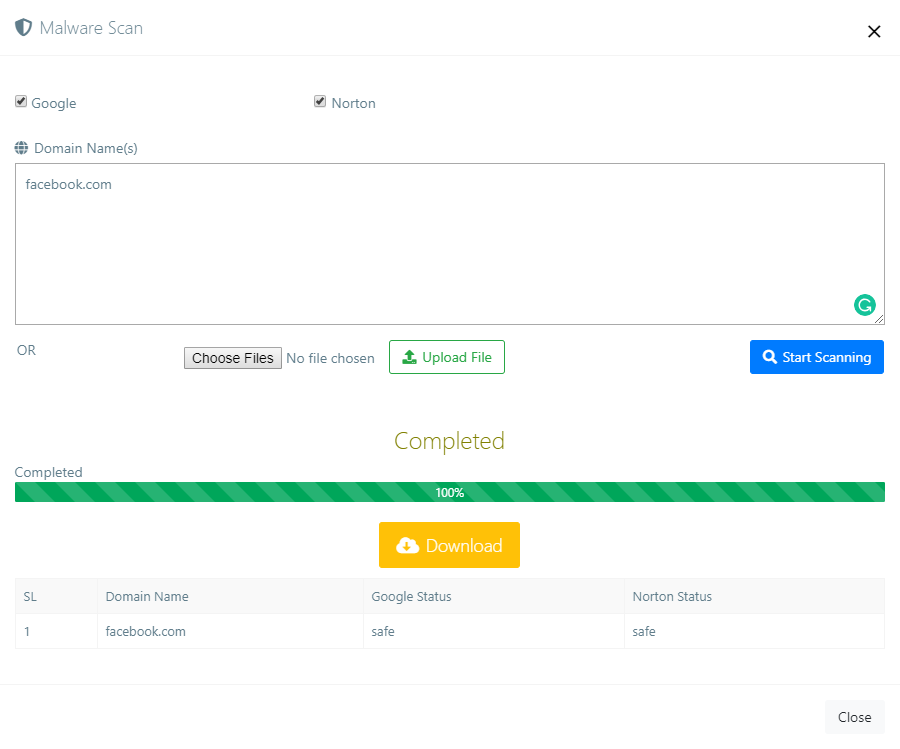 Malware Scan
Google Norton
Domain Name(s)
facebook.com
OR Choose Files No file chosen Upload File Start Scanning
Completed
Completed
100%
Download
SL Domain Name Google Status Norton Status
1 facebook.com safe safe
Close